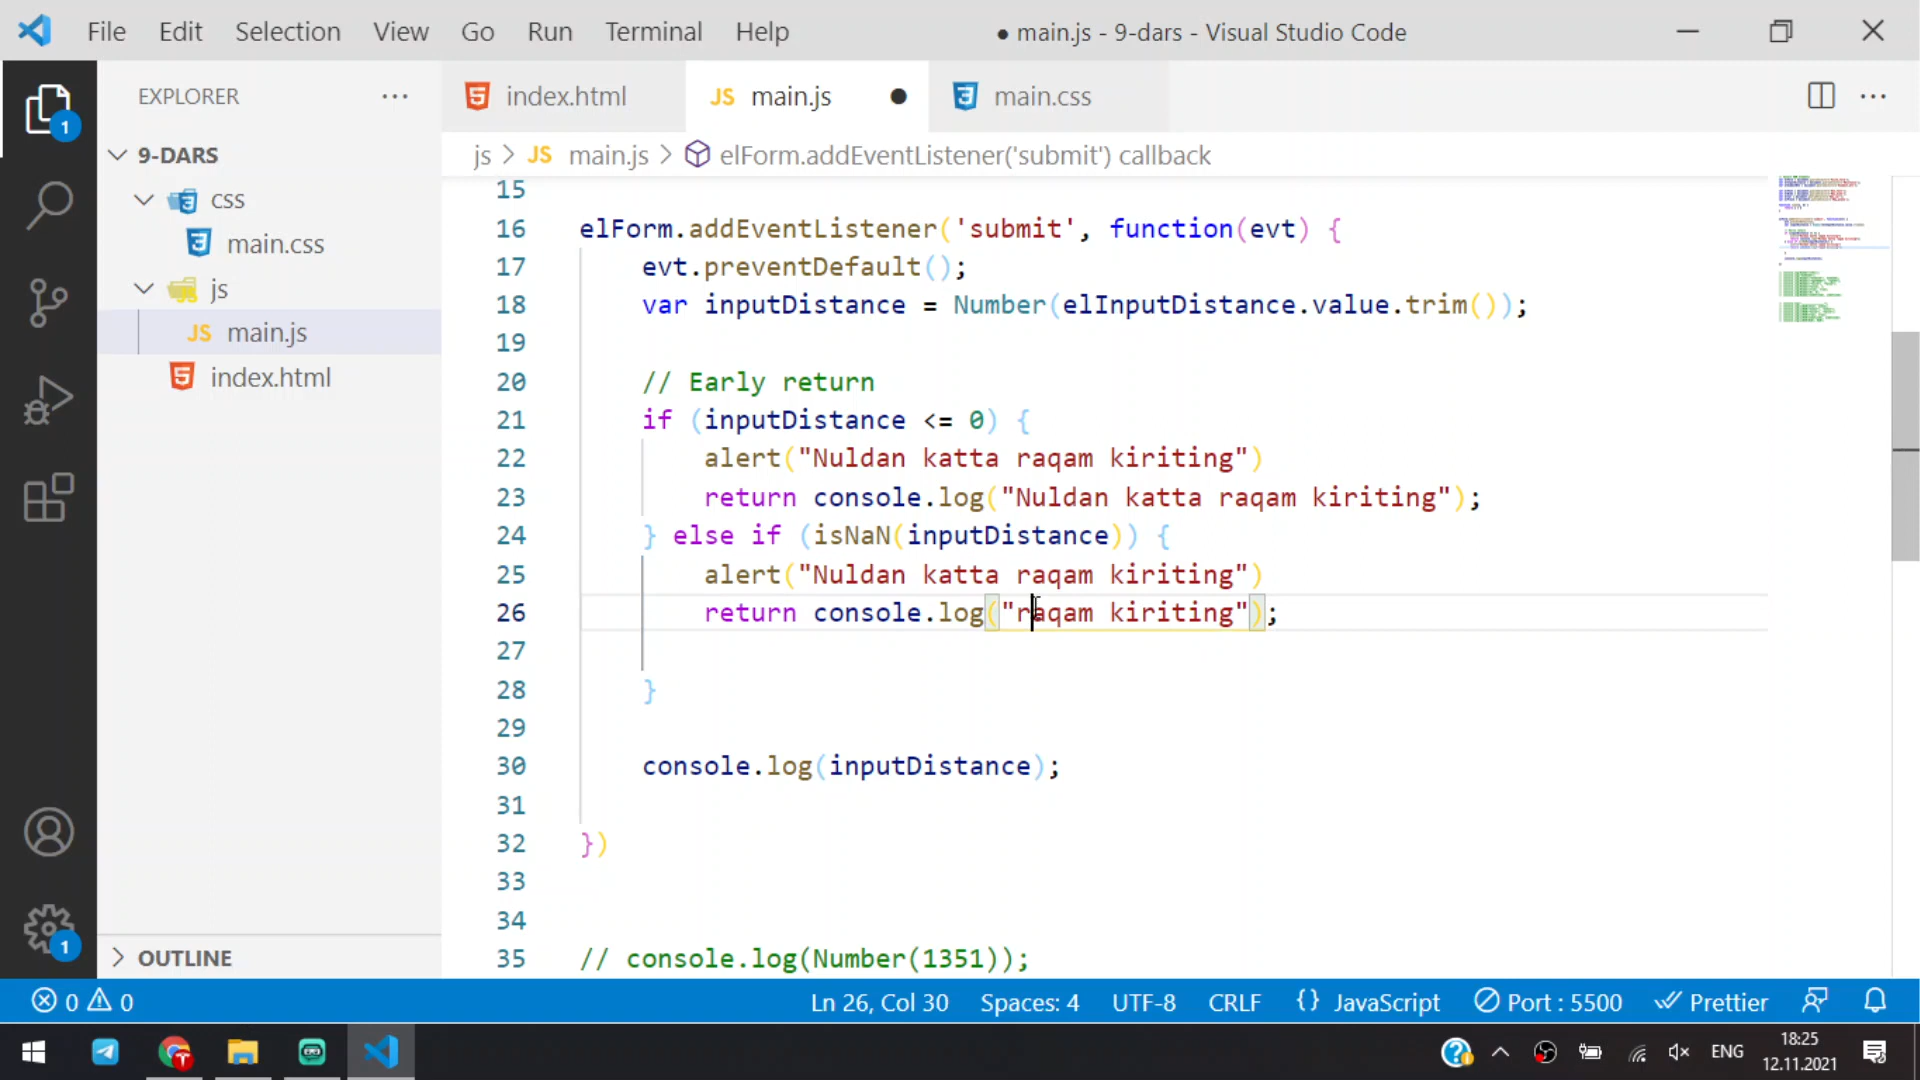 File Edit Selection View Go Run Terminal Help
● main.js - 9-dars - Visual Studio Code
EXPLORER
index.html
JS main.js
main.css
1
9-DARS
css
main.css
js
JS main.js
index.html
js > JS main.js > elForm.addEventListener('submit') callback
15
16 elForm.addEventListener('submit', function(evt) {
17 evt.preventDefault();
18 var inputDistance = Number(elInputDistance.value.trim());
19
20 // Early return
21 if (inputDistance <= 0) {
22 alert("Nuldan katta raqam kiriting")
23 return console.log("Nuldan katta raqam kiriting");
24 } else if (isNaN(inputDistance)) {
25 alert("Nuldan katta raqam kiriting")
26 return console.log("raqam kiriting");
27
28 }
29
30 console.log(inputDistance);
31
32 })
33
34
35 // console.log(Number(1351));
1
OUTLINE
0 0
Ln 26, Col 30 Spaces: 4 UTF-8 CRLF {} JavaScript Port : 5500 Prettier
ENG
18:25
12.11.2021